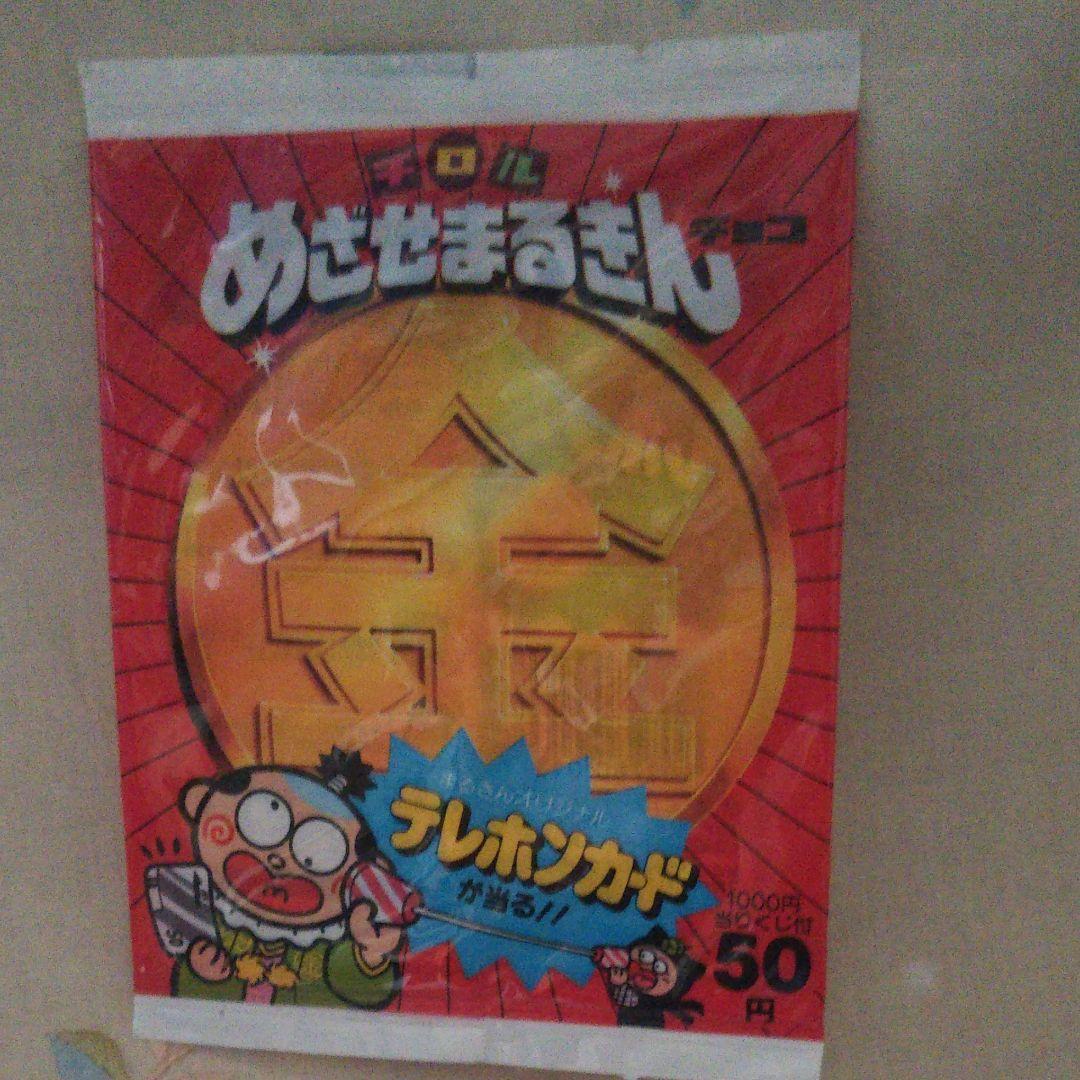 チロル
めざせまるきん
チョコ
まるきんオリジナル
テレホンカード
が当る!!
1000円
当りくじ付
50
円
金